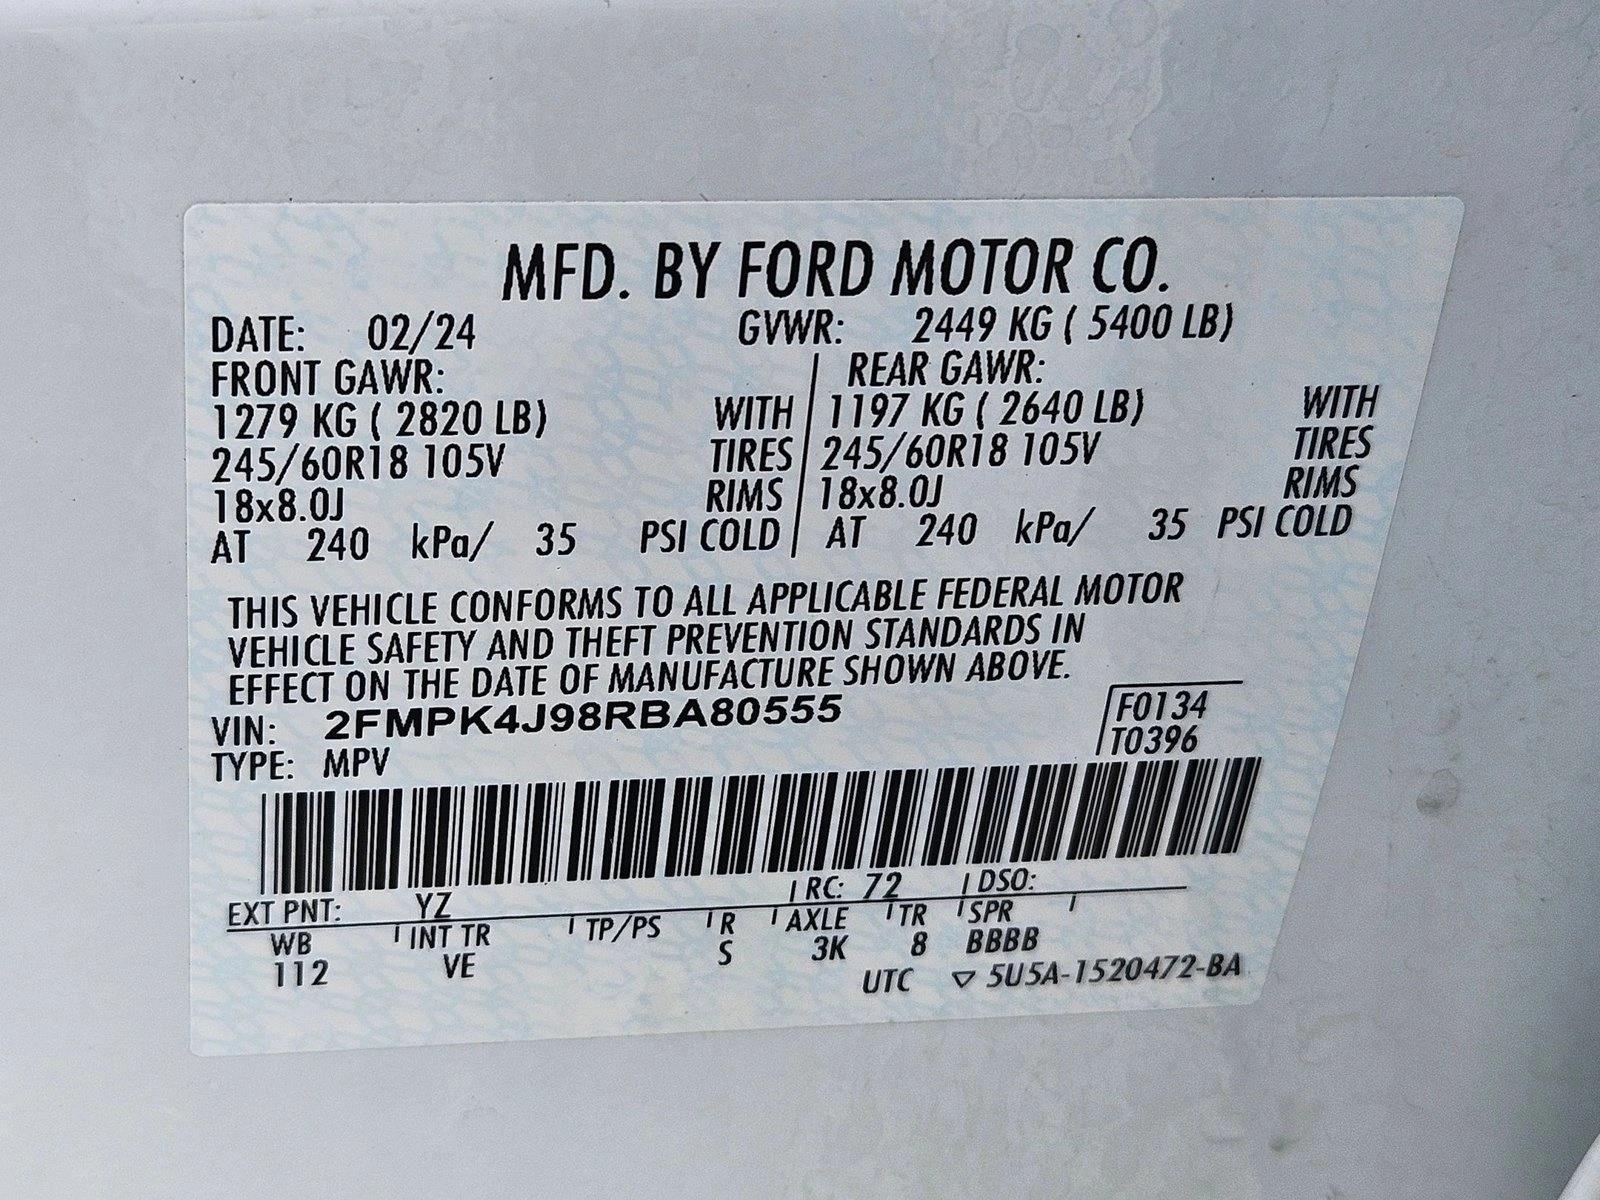 MFD. BY FORD MOTOR CO.
DATE: 02/24 GVWR: 2449 KG ( 5400 LB)
FRONT GAWR: REAR GAWR:
1279 KG ( 2820 LB) WITH 1197 KG ( 2640 LB) WITH
245/60R18 105V TIRES 245/60R18 105V TIRES
18x8.0J RIMS 18x8.0J RIMS
AT 240 kPa/ 35 PSI COLD AT 240 kPa/ 35 PSI COLD
THIS VEHICLE CONFORMS TO ALL APPLICABLE FEDERAL MOTOR
VEHICLE SAFETY AND THEFT PREVENTION STANDARDS IN
EFFECT ON THE DATE OF MANUFACTURE SHOWN ABOVE.
VIN: 2FMPK4J98RBA80555 F0134
TYPE: MPV T0396
EXT PNT: YZ RC: 72 DSO:
WB INT TR TP/PS R AXLE TR SPR
112 VE S 3K 8 BBBB
UTC ▽ 5U5A-1520472-BA